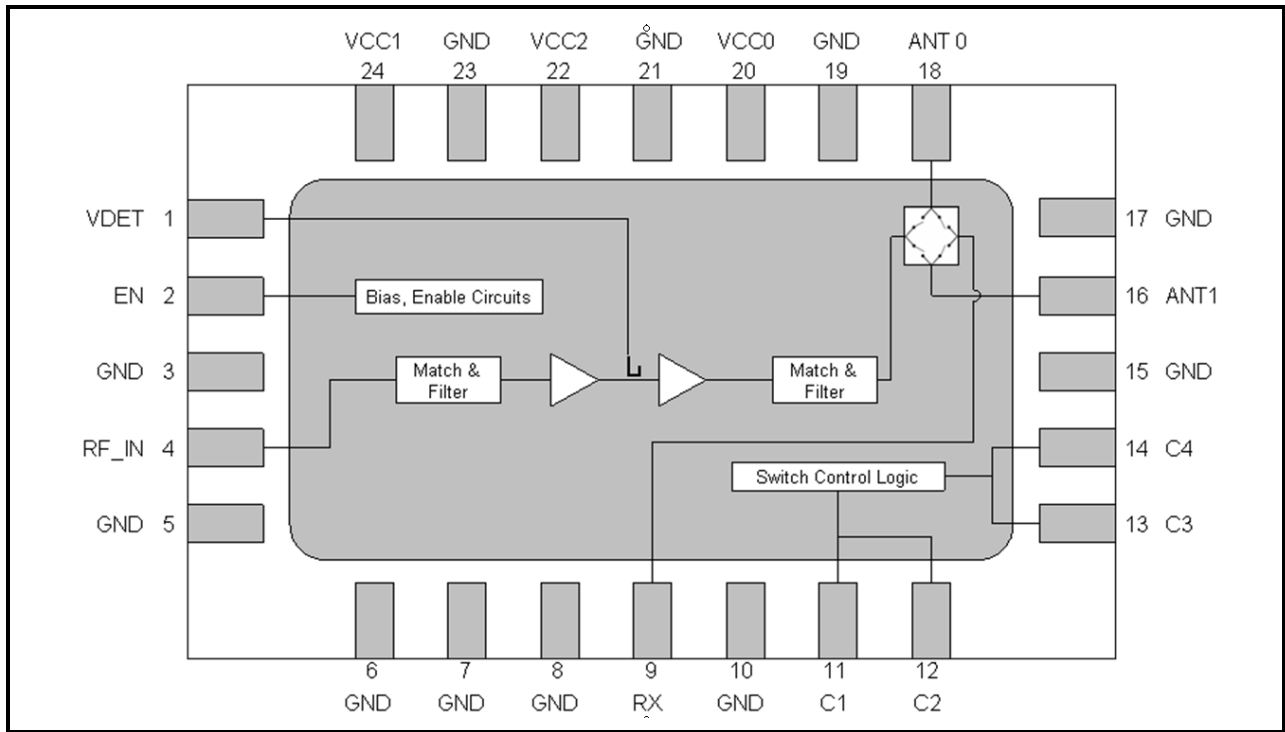 VCC1 GND VCC2 GND VCC0 GND ANT 0
24 23 22 21 20 19 18
VDET 1
17 GND
EN 2
Bias, Enable Circuits
16 ANT1
GND 3
Match &
Filter
Match &
Filter
15 GND
RF_IN 4
14 C4
Switch Control Logic
GND 5
13 C3
6 7 8 9 10 11 12
GND GND GND RX GND C1 C2